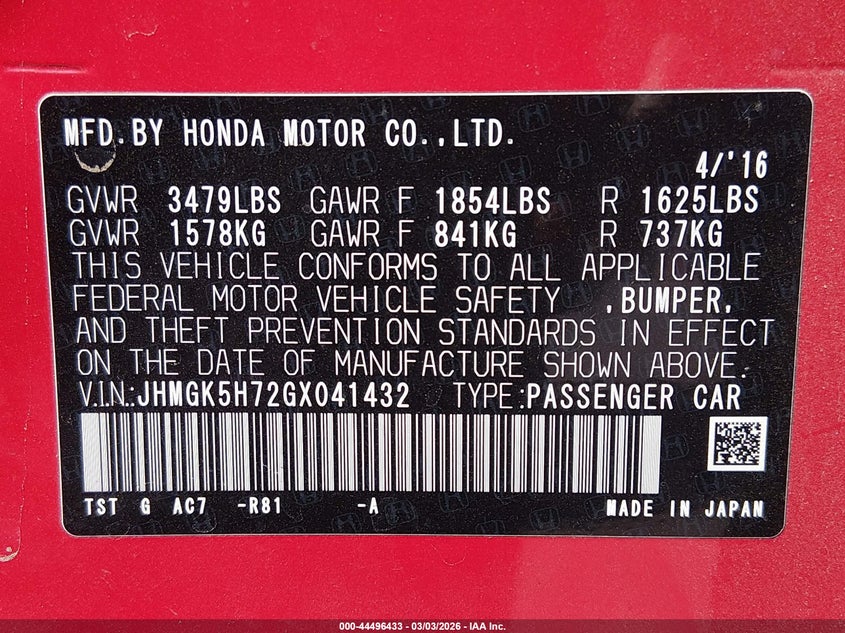 MFD.BY HONDA MOTOR CO.,LTD.
4/'16
GVWR 3479LBS GAWR F 1854LBS R 1625LBS
GVWR 1578KG GAWR F 841KG R 737KG
THIS VEHICLE CONFORMS TO ALL APPLICABLE
FEDERAL MOTOR VEHICLE SAFETY ,BUMPER,
AND THEFT PREVENTION STANDARDS IN EFFECT
ON THE DATE OF MANUFACTURE SHOWN ABOVE.
V.I.N.:JHMGK5H72GX041432 TYPE:PASSENGER CAR
TST G AC7 -R81 -A MADE IN JAPAN
000-44496433 - 03/03/2026 - IAA Inc.